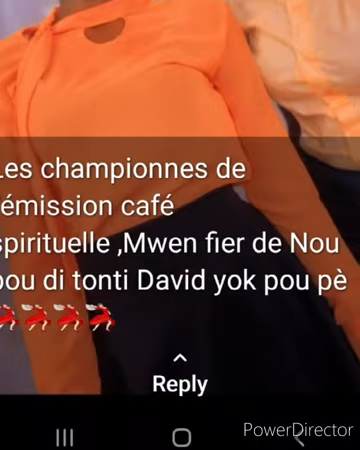 Les championnes de
émission café
spirituelle ,Mwen fier de Nou
pou di tonti David yok pou pè
💃💃💃💃
Reply
PowerDirector